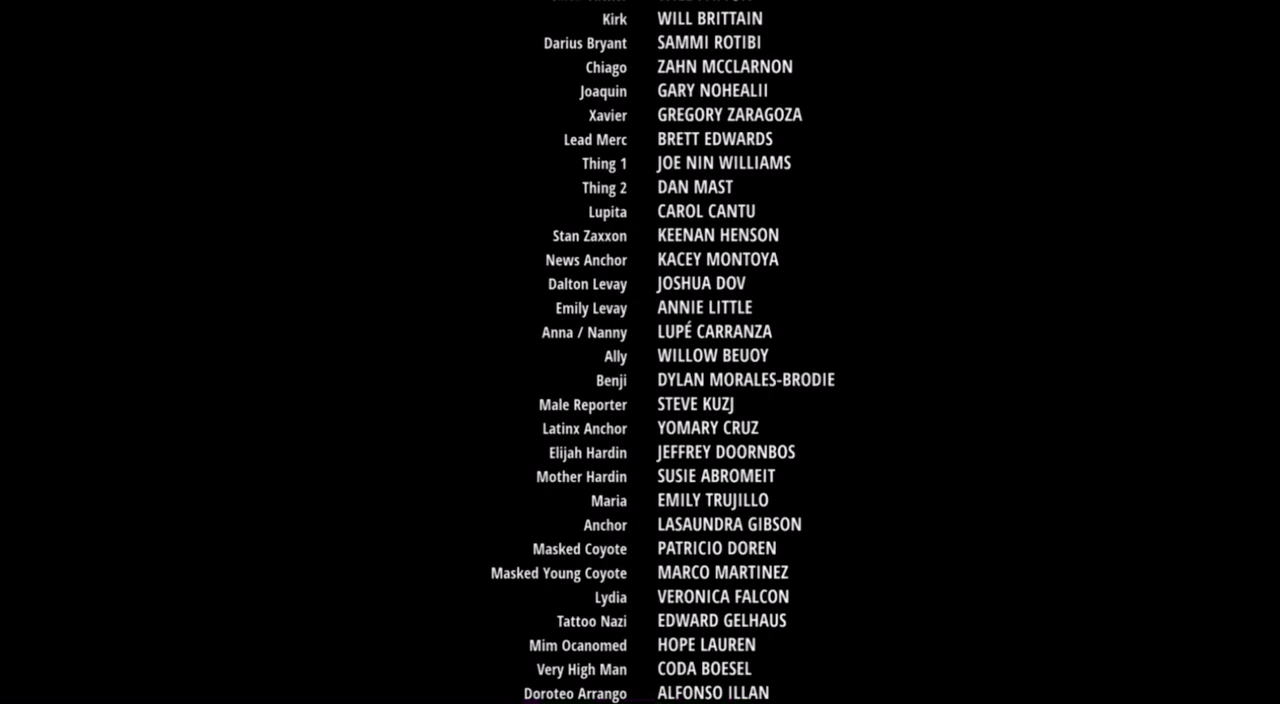 Kirk WILL BRITTAIN
Darius Bryant SAMMI ROTIBI
Chiago ZAHN MCCLARNON
Joaquin GARY NOHEALII
Xavier GREGORY ZARAGOZA
Lead Merc BRETT EDWARDS
Thing 1 JOE NIN WILLIAMS
Thing 2 DAN MAST
Lupita CAROL CANTU
Stan Zaxxon KEENAN HENSON
News Anchor KACEY MONTOYA
Dalton Levay JOSHUA DOV
Emily Levay ANNIE LITTLE
Anna / Nanny LUPÉ CARRANZA
Ally WILLOW BEUOY
Benji DYLAN MORALES-BRODIE
Male Reporter STEVE KUZJ
Latinx Anchor YOMARY CRUZ
Elijah Hardin JEFFREY DOORNBOS
Mother Hardin SUSIE ABROMEIT
Maria EMILY TRUJILLO
Anchor LASAUNDRA GIBSON
Masked Coyote PATRICIO DOREN
Masked Young Coyote MARCO MARTINEZ
Lydia VERONICA FALCON
Tattoo Nazi EDWARD GELHAUS
Mim Ocanomed HOPE LAUREN
Very High Man CODA BOESEL
Doroteo Arrango ALFONSO ILLAN